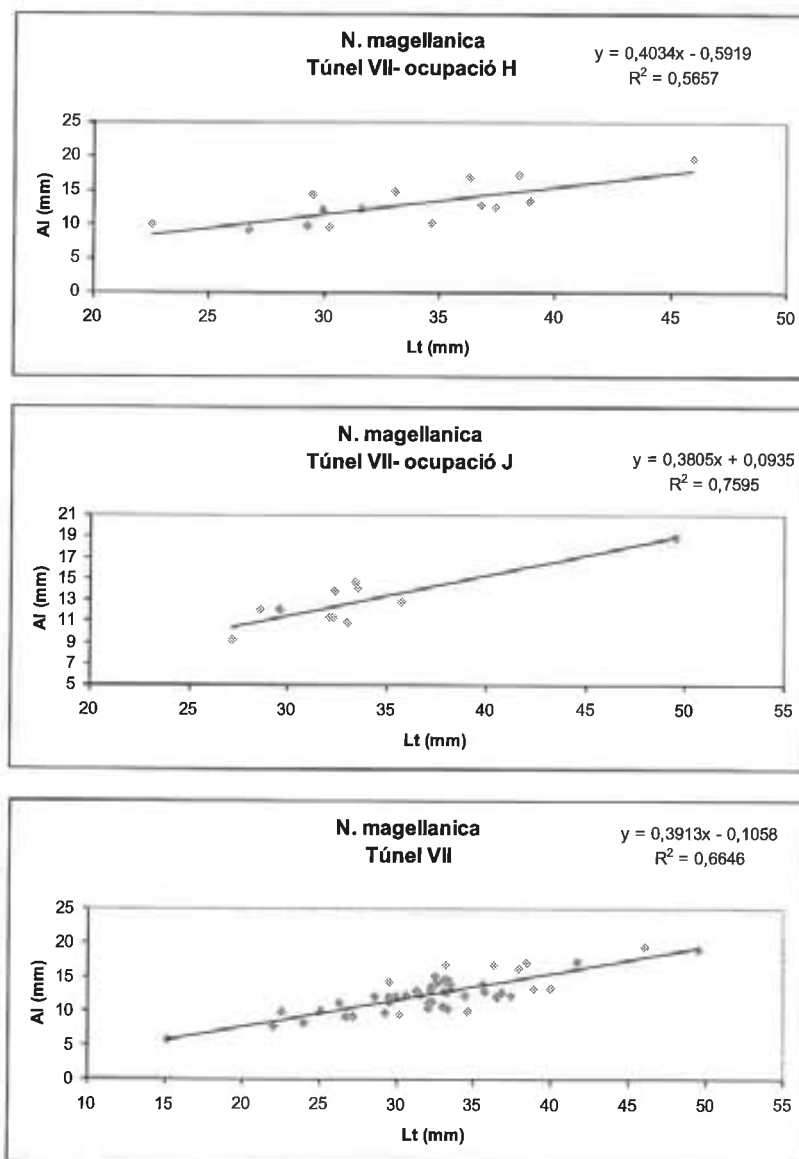 N. magellanica
Túnel VII- ocupació H
y = 0,4034x - 0,5919
R² = 0,5657
25
20
15
10
5
0
Al (mm)
20 25 30 35 40 45 50
Lt (mm)
N. magellanica
Túnel VII- ocupació J
y = 0,3805x + 0,0935
R² = 0,7595
21
19
17
15
13
11
9
7
5
Al (mm)
20 25 30 35 40 45 50 55
Lt (mm)
N. magellanica
Túnel VII
y = 0,3913x - 0,1058
R² = 0,6646
25
20
15
10
5
0
Al (mm)
10 15 20 25 30 35 40 45 50 55
Lt (mm)